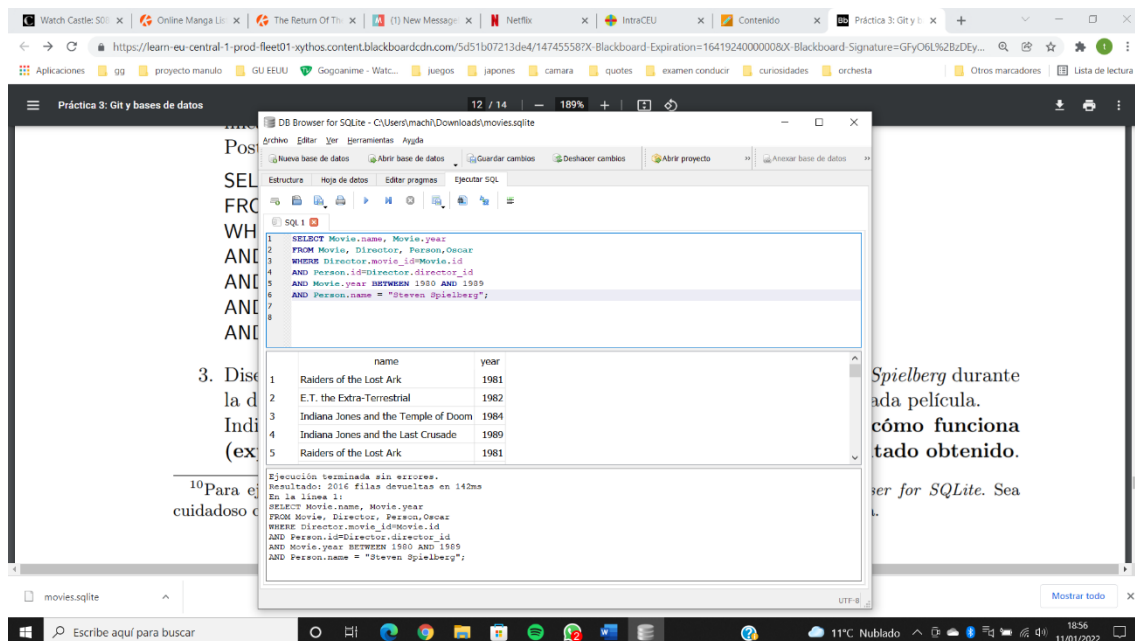 Watch Castle: S0
Online Manga Lis
The Return Of Th
(1) New Message
Netflix
IntraCEU
Contenido
Práctica 3: Git y b
https://learn-eu-central-1-prod-fleet01-xythos.content.blackboardcdn.com/5d51b07213de4/14745558?X-Blackboard-Expiration=1641924000000&X-Blackboard-Signature=GFyO6L%2BzDEy...
Aplicaciones gg proyecto manulo GU EEUU Gogoanime - Watc... juegos japones camara quotes examen conducir curiosidades orchesta Otros marcadores Lista de lectura
Práctica 3: Git y bases de datos 12 / 14 189%
DB Browser for SQLite - C:\Users\machi\Downloads\movies.sqlite
Archivo Editar Ver Herramientas Ayuda
Nueva base de datos Abrir base de datos Guardar cambios Deshacer cambios Abrir proyecto Anexar base de datos
Estructura Hoja de datos Editar pragmas Ejecutar SQL
SQL 1
1 SELECT Movie.name, Movie.year
2 FROM Movie, Director, Person,Oscar
3 WHERE Director.movie_id=Movie.id
4 AND Person.id=Director.director_id
5 AND Movie.year BETWEEN 1980 AND 1989
6 AND Person.name = "Steven Spielberg";
7
8
name year
1 Raiders of the Lost Ark 1981
2 E.T. the Extra-Terrestrial 1982
3 Indiana Jones and the Temple of Doom 1984
4 Indiana Jones and the Last Crusade 1989
5 Raiders of the Lost Ark 1981
Ejecución terminada sin errores.
Resultado: 2016 filas devueltas en 142ms
En la línea 1:
SELECT Movie.name, Movie.year
FROM Movie, Director, Person,Oscar
WHERE Director.movie_id=Movie.id
AND Person.id=Director.director_id
AND Movie.year BETWEEN 1980 AND 1989
AND Person.name = "Steven Spielberg";
UTF-8
Pos
SEL
FRO
WH
AND
AND
AND
AND
3. Dise Spielberg durante
la d ada película.
Indi cómo funciona
(ex tado obtenido.
10Para ej ser for SQLite. Sea
cuidadoso
movies.sqlite
Mostrar todo
Escribe aquí para buscar
11°C Nublado
18:56
11/01/2022